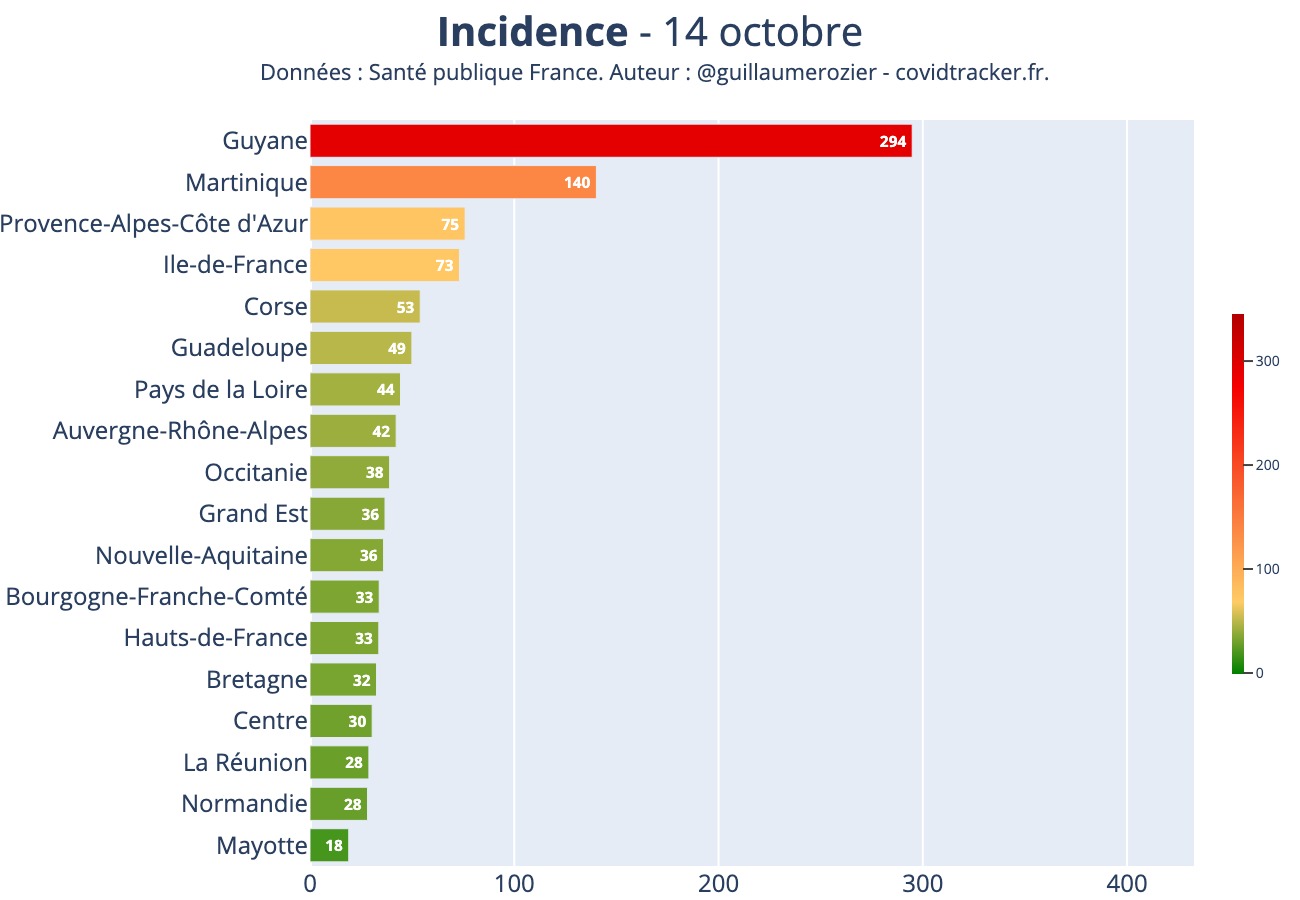 Incidence - 14 octobre
Données : Santé publique France. Auteur : @guillaumerozier - covidtracker.fr.
Guyane 294
Martinique 140
Provence-Alpes-Côte d'Azur 75
Ile-de-France 73
Corse 53
Guadeloupe 49
Pays de la Loire 44
Auvergne-Rhône-Alpes 42
Occitanie 38
Grand Est 36
Nouvelle-Aquitaine 36
Bourgogne-Franche-Comté 33
Hauts-de-France 33
Bretagne 32
Centre 30
La Réunion 28
Normandie 28
Mayotte 18
0 100 200 300 400
300
200
100
0